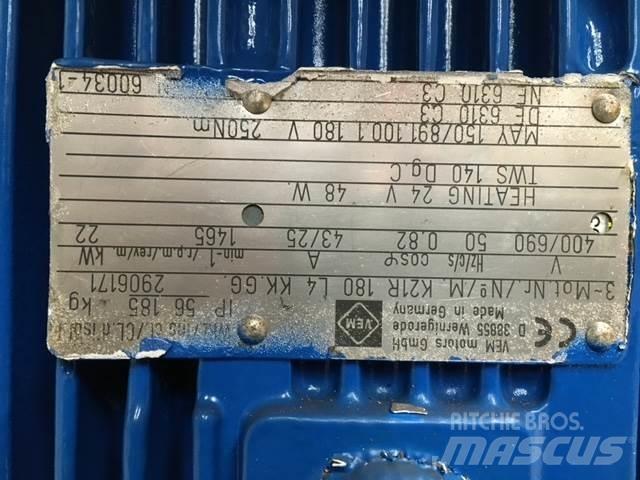 VEM
VEM motors GmbH
D 38855 Wernigerode
Made in Germany
IP 56 185 kg
3~Mot.Nr./Nº/M K21R 180 L4 KK.GG. 2906171
V Hz/c/s cosφ A min-1/r.p.m/rev/m. kW
400/690 50 0.82 43/25 1465 22
HEATING 24 V 48 W.
TWS 140 Dg C
MAY 150/891.100.1 180 V 250Nm
DE 6310 C3
NE 6310 C3
60034-1
RITCHIE BROS.
MASCUS